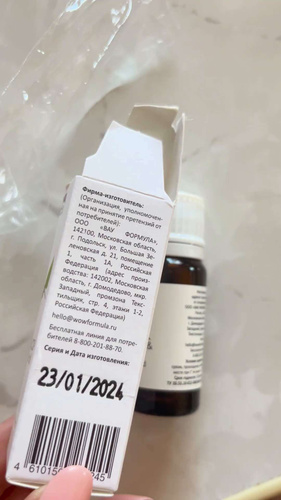 Фирма-изготовитель:
(Организация, уполномочен-
ная на принятие претензий от
потребителей):
ООО «ВАУ ФОРМУЛА»,
142100, Московская область,
г. Подольск, ул. Большая Зе-
леновская д. 21, помещение
1, часть 1А, Российская
Федерация (адрес произ-
водства: 142002, Московская
область, г. Домодедово, мкр.
Западный, промзона Текс-
тильщик, стр. 4, этажи 1-2,
Российская Федерация)
hello@wowformula.ru
Бесплатная линия для потре-
бителей 8-800-201-88-70.
Серия и Дата изготовления:
23/01/2024